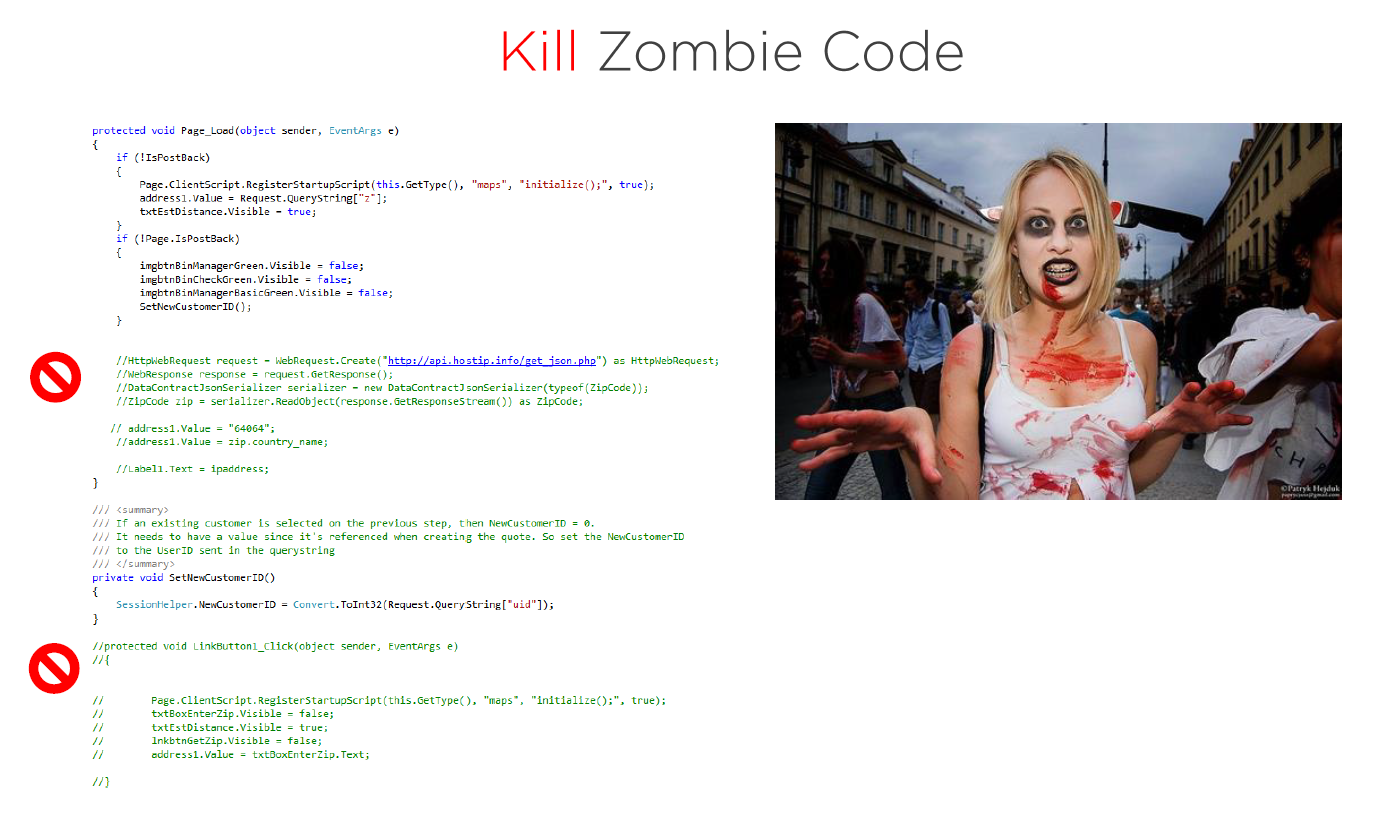 Kill Zombie Code
protected void Page_Load(object sender, EventArgs e)
{
    if (!IsPostBack)
    {
        Page.ClientScript.RegisterStartupScript(this.GetType(), "maps", "initialize();", true);
        address1.Value = Request.QueryString["z"];
        txtEstDistance.Visible = true;
    }
    if (!Page.IsPostBack)
    {
        imgbtnBinManagerGreen.Visible = false;
        imgbtnBinCheckGreen.Visible = false;
        imgbtnBinManagerBasicGreen.Visible = false;
        SetNewCustomerID();
    }
    //HttpWebRequest request = WebRequest.Create("http://api.hostip.info/get_json.php") as HttpWebRequest;
    //WebResponse response = request.GetResponse();
    //DataContractJsonSerializer serializer = new DataContractJsonSerializer(typeof(ZipCode));
    //ZipCode zip = serializer.ReadObject(response.GetResponseStream()) as ZipCode;
   // address1.Value = "64064";
    //address1.Value = zip.country_name;
    //Label1.Text = ipaddress;
}
/// <summary>
/// If an existing customer is selected on the previous step, then NewCustomerID = 0.
/// It needs to have a value since it's referenced when creating the quote. So set the NewCustomerID
/// to the UserID sent in the querystring
/// </summary>
private void SetNewCustomerID()
{
    SessionHelper.NewCustomerID = Convert.ToInt32(Request.QueryString["uid"]);
}
//protected void LinkButton1_Click(object sender, EventArgs e)
//{
//        Page.ClientScript.RegisterStartupScript(this.GetType(), "maps", "initialize();", true);
//        txtBoxEnterZip.Visible = false;
//        txtEstDistance.Visible = true;
//        lnkbtnGetZip.Visible = false;
//        address1.Value = txtBoxEnterZip.Text;
//}
©Patryk Hejduk